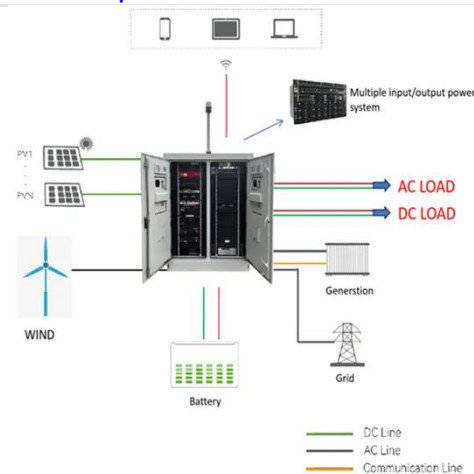 Multiple input/output power
system
PV1
PVN
AC LOAD
DC LOAD
WIND
Generstion
Grid
Battery
DC Line
AC Line
Communication Line